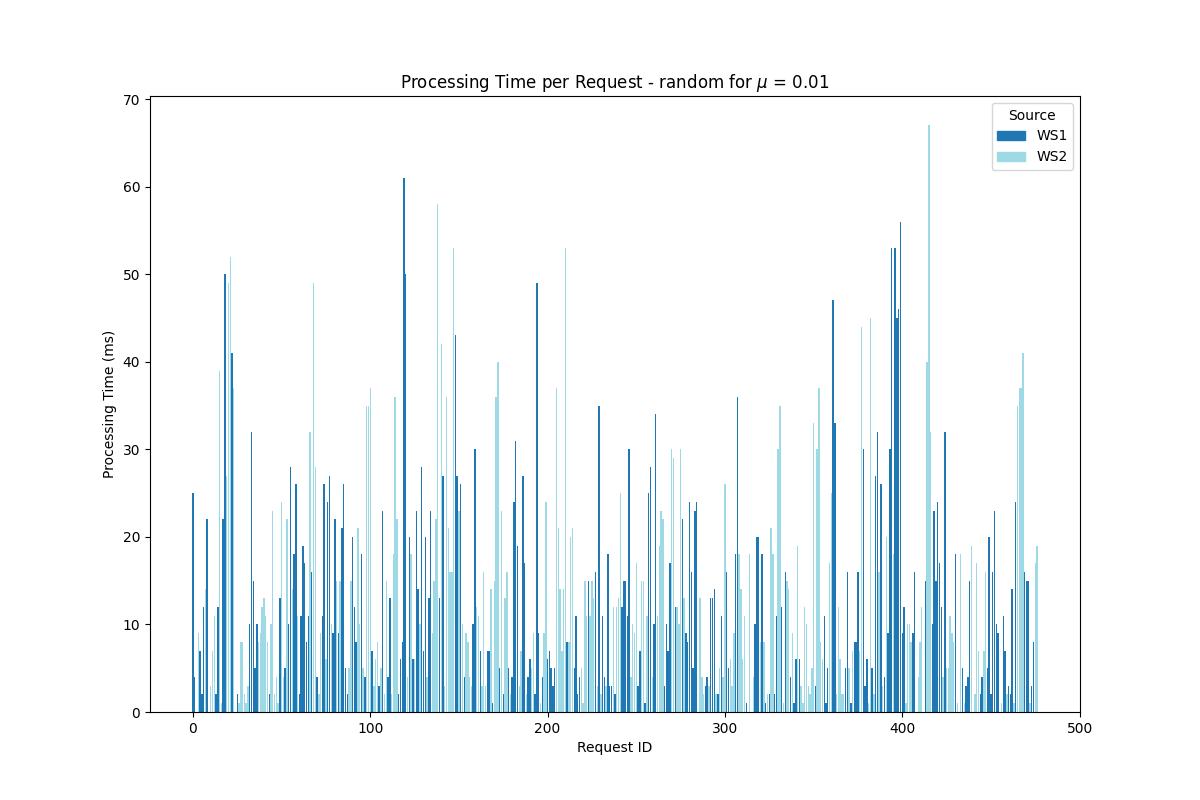 Processing Time per Request - random for μ = 0.01
Source
WS1
WS2
Processing Time (ms)
70
60
50
40
30
20
10
0
0 100 200 300 400 500
Request ID